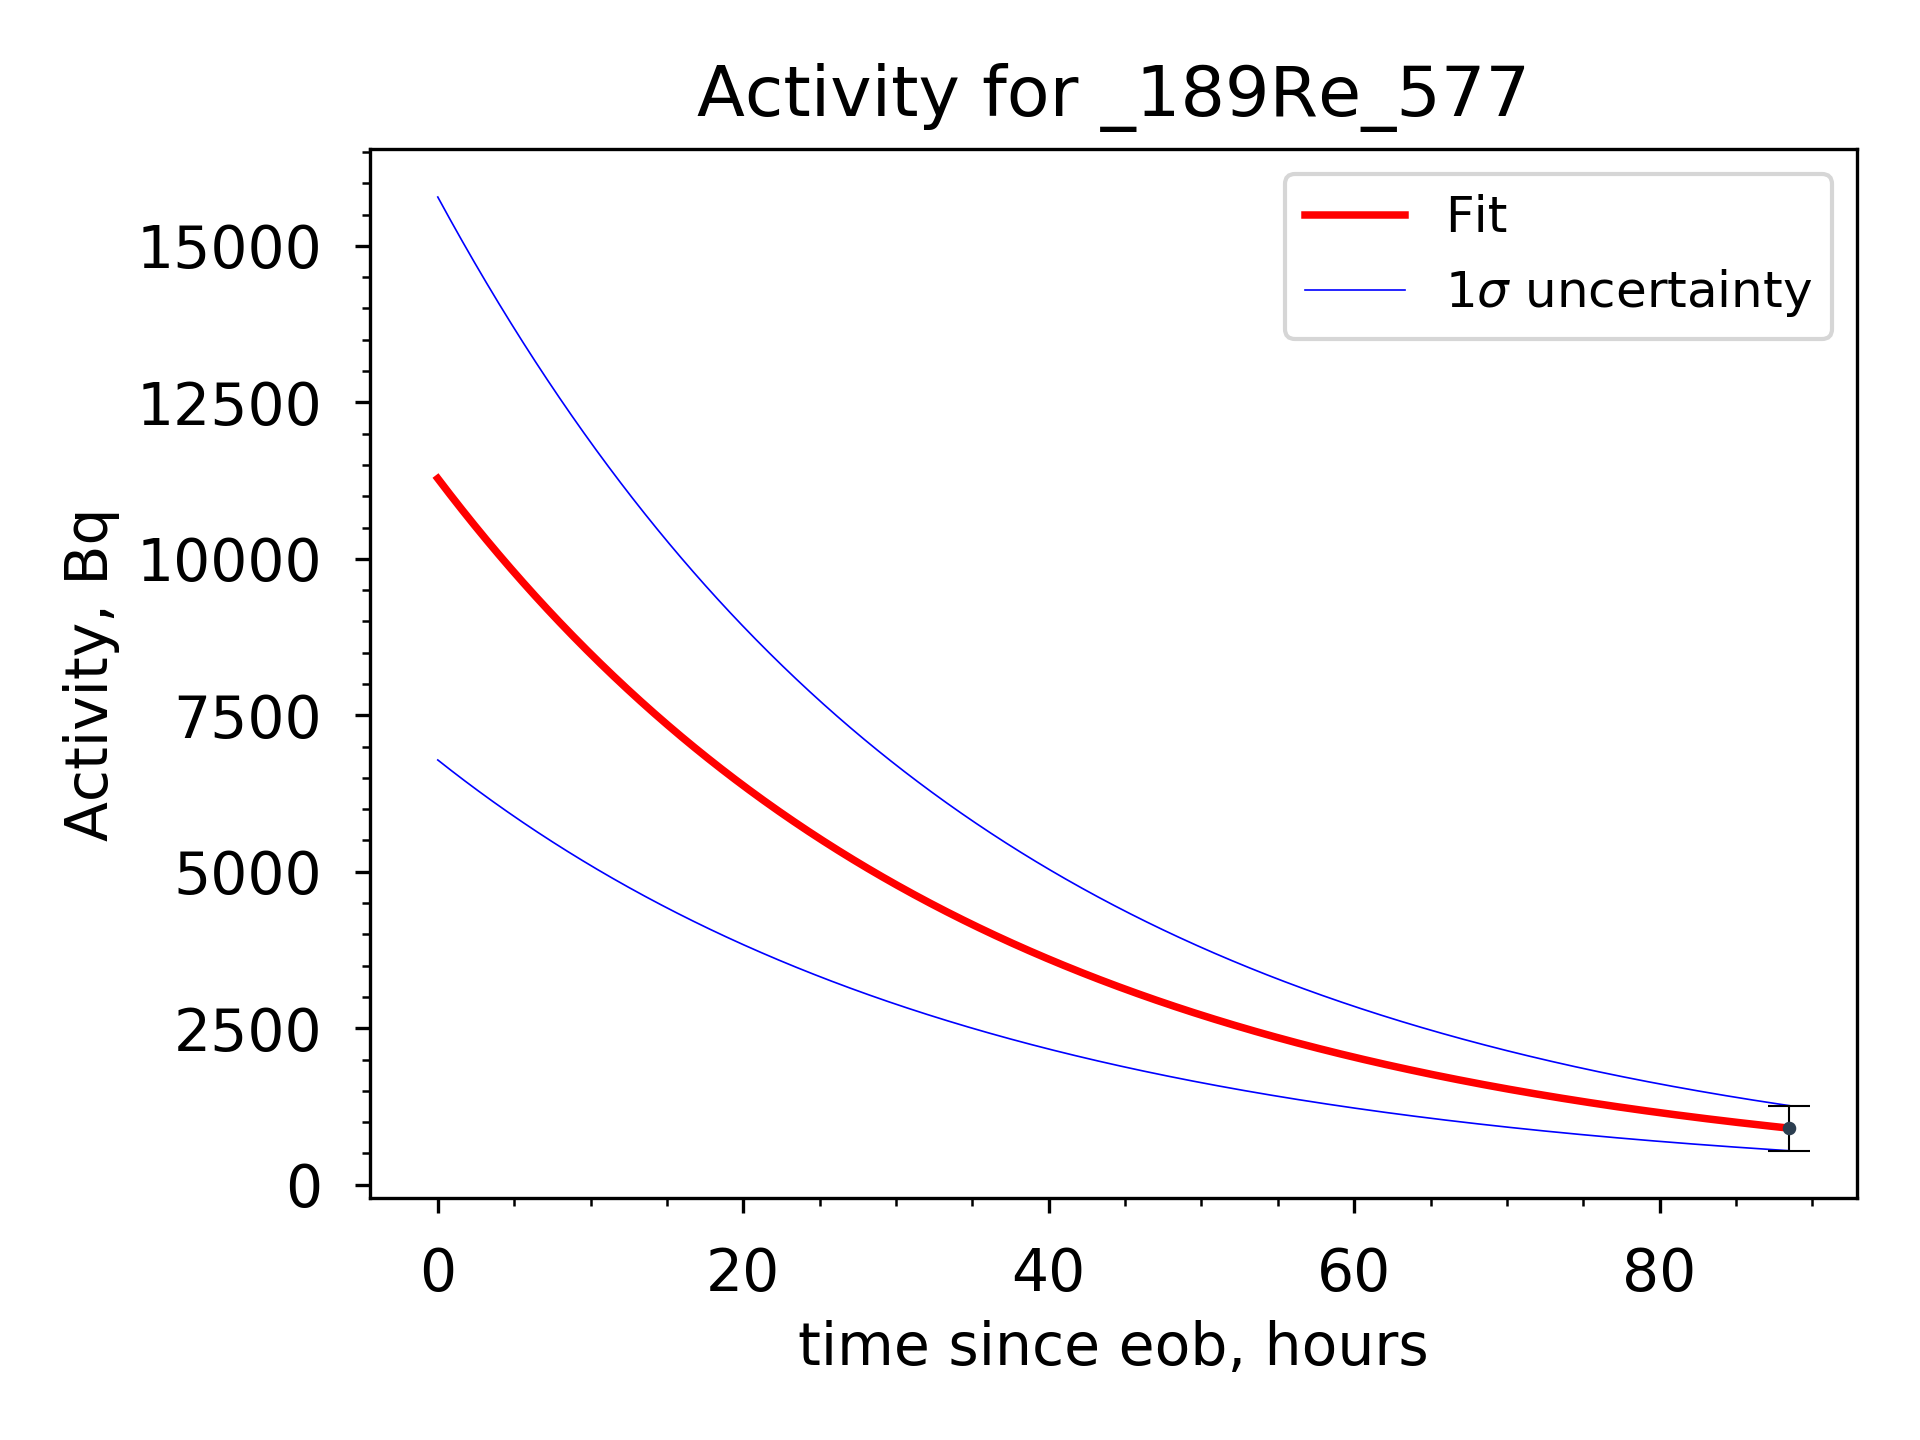 Activity for _189Re_577
Fit
1σ uncertainty
Activity, Bq
15000
12500
10000
7500
5000
2500
0
0 20 40 60 80
time since eob, hours